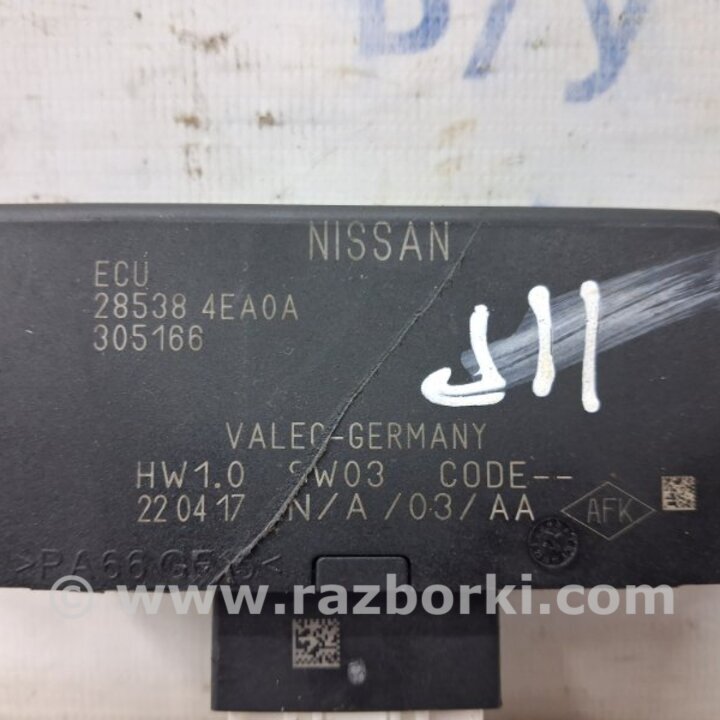 Б/у
NISSAN
ECU
28538 4EA0A
305166
J11
VALEO-GERMANY
HW1.0 SW03 CODE--
22 04 17 N/A /03/AA AFK
>PA66 GF15<
© www.razborki.com